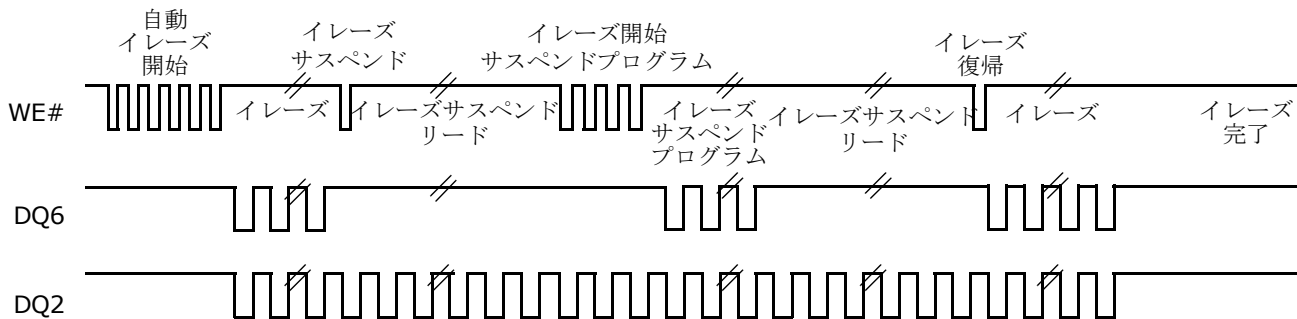 自動
イレーズ
開始
イレーズ
サスペンド
イレーズ開始
サスペンドプログラム
イレーズ
復帰
WE#
イレーズ
イレーズサスペンド
リード
イレーズ
サスペンド
プログラム
イレーズサスペンド
リード
イレーズ
イレーズ
完了
DQ6
DQ2